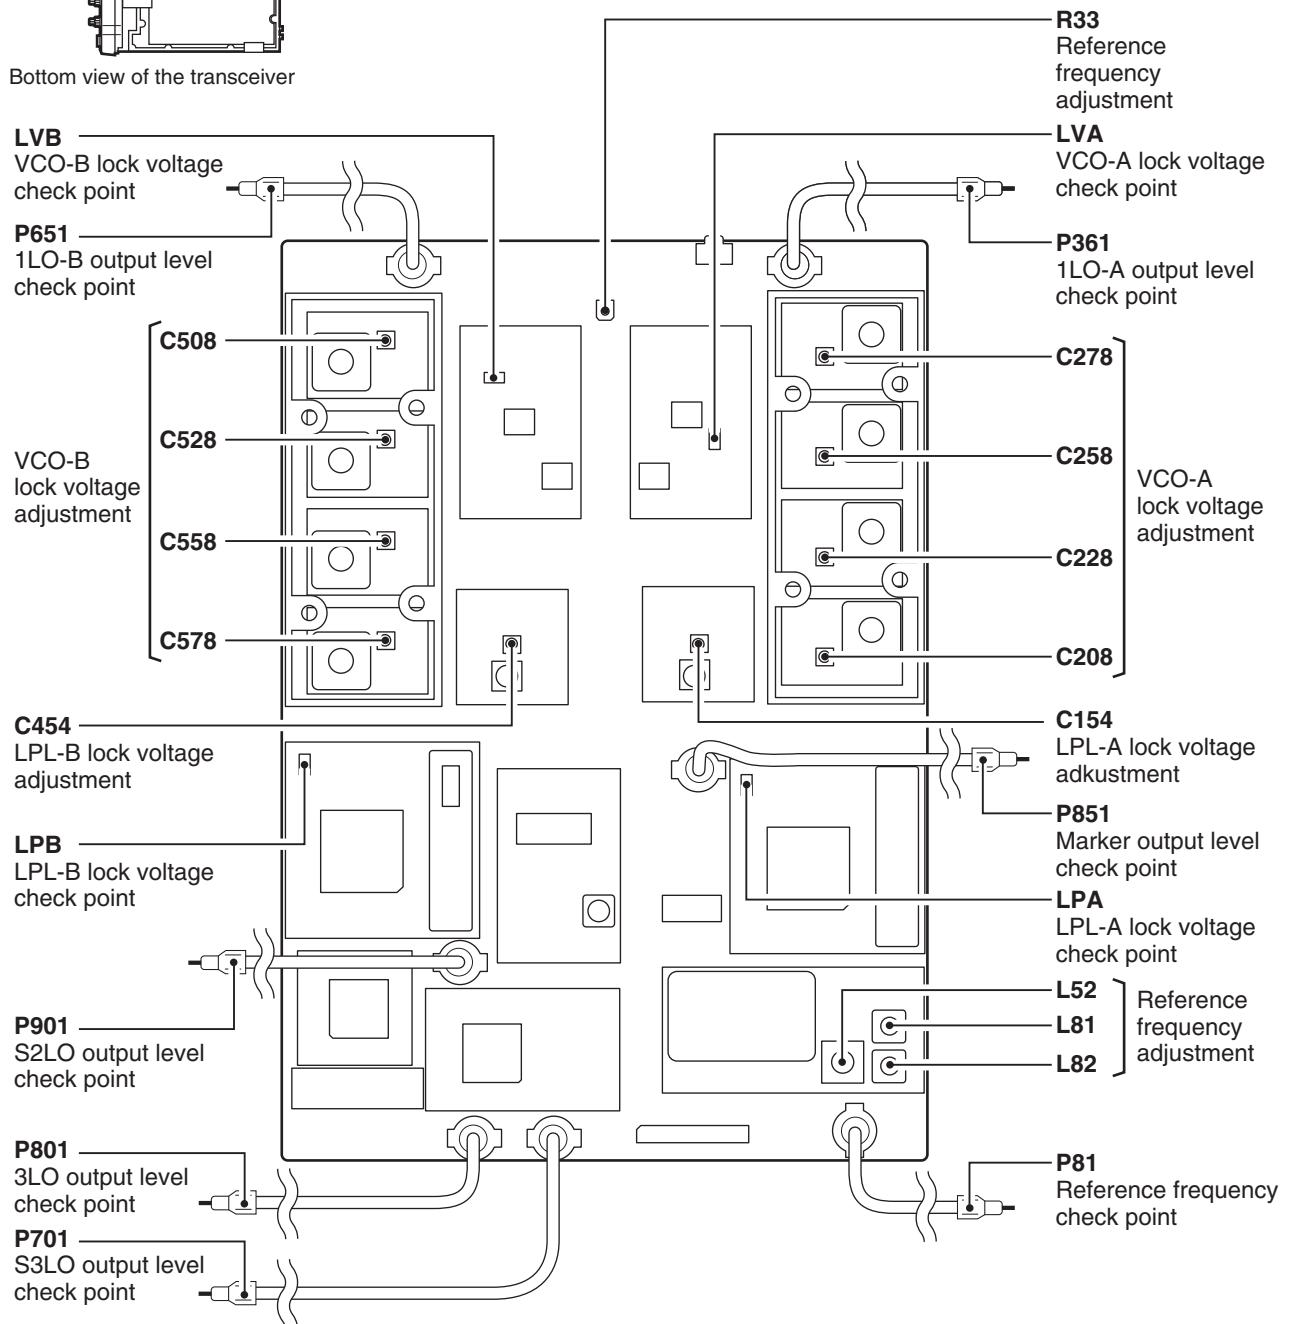 Bottom view of the transceiver
LVB
VCO-B lock voltage
check point
P651
1LO-B output level
check point
C508
C528
C558
C578
VCO-B
lock voltage
adjustment
C454
LPL-B lock voltage
adjustment
LPB
LPL-B lock voltage
check point
P901
S2LO output level
check point
P801
3LO output level
check point
P701
S3LO output level
check point
R33
Reference
frequency
adjustment
LVA
VCO-A lock voltage
check point
P361
1LO-A output level
check point
C278
C258
C228
C208
VCO-A
lock voltage
adjustment
C154
LPL-A lock voltage
adkustment
P851
Marker output level
check point
LPA
LPL-A lock voltage
check point
L52
L81
L82
Reference
frequency
adjustment
P81
Reference frequency
check point